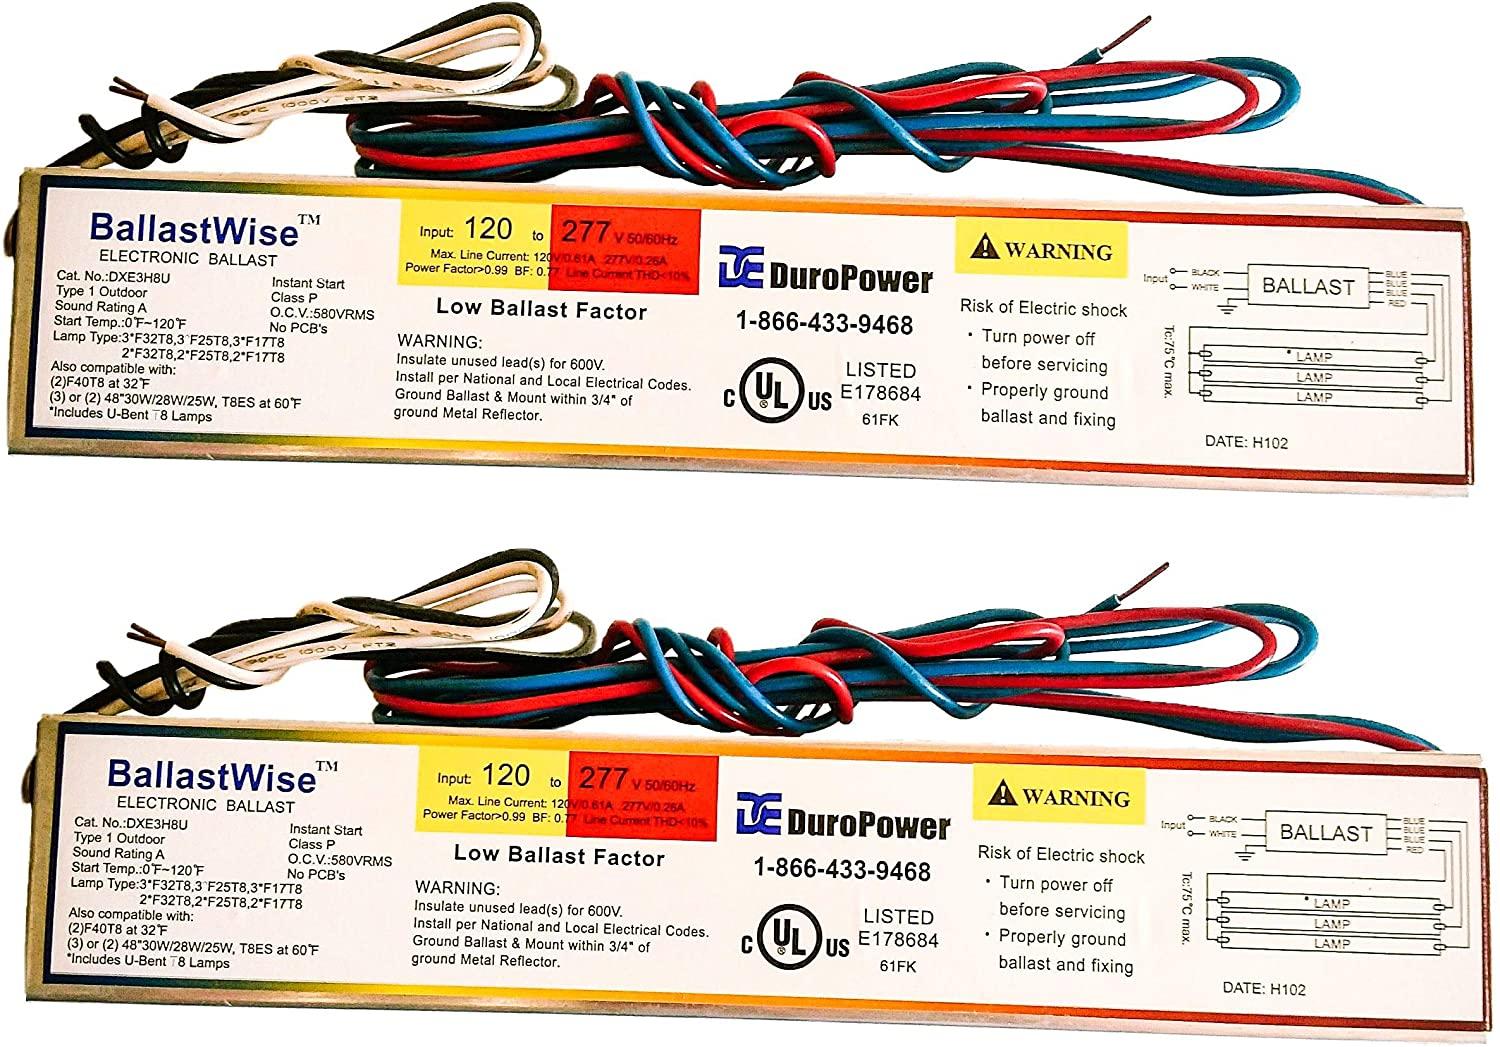 BallastWise™
ELECTRONIC BALLAST
Cat. No.:DXE3H8U
Type 1 Outdoor
Sound Rating A
Start Temp.:0°F~120°F
Instant Start
Class P
O.C.V.:580VRMS
No PCB's
Lamp Type:3*F32T8,3*F25T8,3*F17T8
2*F32T8,2*F25T8,2*F17T8
Also compatible with:
(2)F40T8 at 32°F
(3) or (2) 48"30W/28W/25W, T8ES at 60°F
*Includes U-Bent T8 Lamps
Input: 120 to 277 V 50/60Hz
Max. Line Current: 120V/0.61A 277V/0.26A
Power Factor>0.99 BF: 0.77 Line Current THD<10%
Low Ballast Factor
WARNING:
Insulate unused lead(s) for 600V.
Install per National and Local Electrical Codes.
Ground Ballast & Mount within 3/4" of
ground Metal Reflector.
DuroPower
1-866-433-9468
C UL US
®
LISTED
E178684
61FK
WARNING
Risk of Electric shock
· Turn power off
before servicing
· Properly ground
ballast and fixing
Input
BLACK
WHITE
BALLAST
BLUE
BLUE
BLUE
RED
Tc:75°C max.
* LAMP
LAMP
LAMP
DATE: H102
90°C 1000V FT2
BallastWise™
ELECTRONIC BALLAST
Cat. No.:DXE3H8U
Type 1 Outdoor
Sound Rating A
Start Temp.:0°F~120°F
Instant Start
Class P
O.C.V.:580VRMS
No PCB's
Lamp Type:3*F32T8,3*F25T8,3*F17T8
2*F32T8,2*F25T8,2*F17T8
Also compatible with:
(2)F40T8 at 32°F
(3) or (2) 48"30W/28W/25W, T8ES at 60°F
*Includes U-Bent T8 Lamps
Input: 120 to 277 V 50/60Hz
Max. Line Current: 120V/0.61A 277V/0.26A
Power Factor>0.99 BF: 0.77 Line Current THD<10%
Low Ballast Factor
WARNING:
Insulate unused lead(s) for 600V.
Install per National and Local Electrical Codes.
Ground Ballast & Mount within 3/4" of
ground Metal Reflector.
DuroPower
1-866-433-9468
C UL US
®
LISTED
E178684
61FK
WARNING
Risk of Electric shock
· Turn power off
before servicing
· Properly ground
ballast and fixing
Input
BLACK
WHITE
BALLAST
BLUE
BLUE
BLUE
RED
Tc:75°C max.
* LAMP
LAMP
LAMP
DATE: H102
90°C 1000V FT2